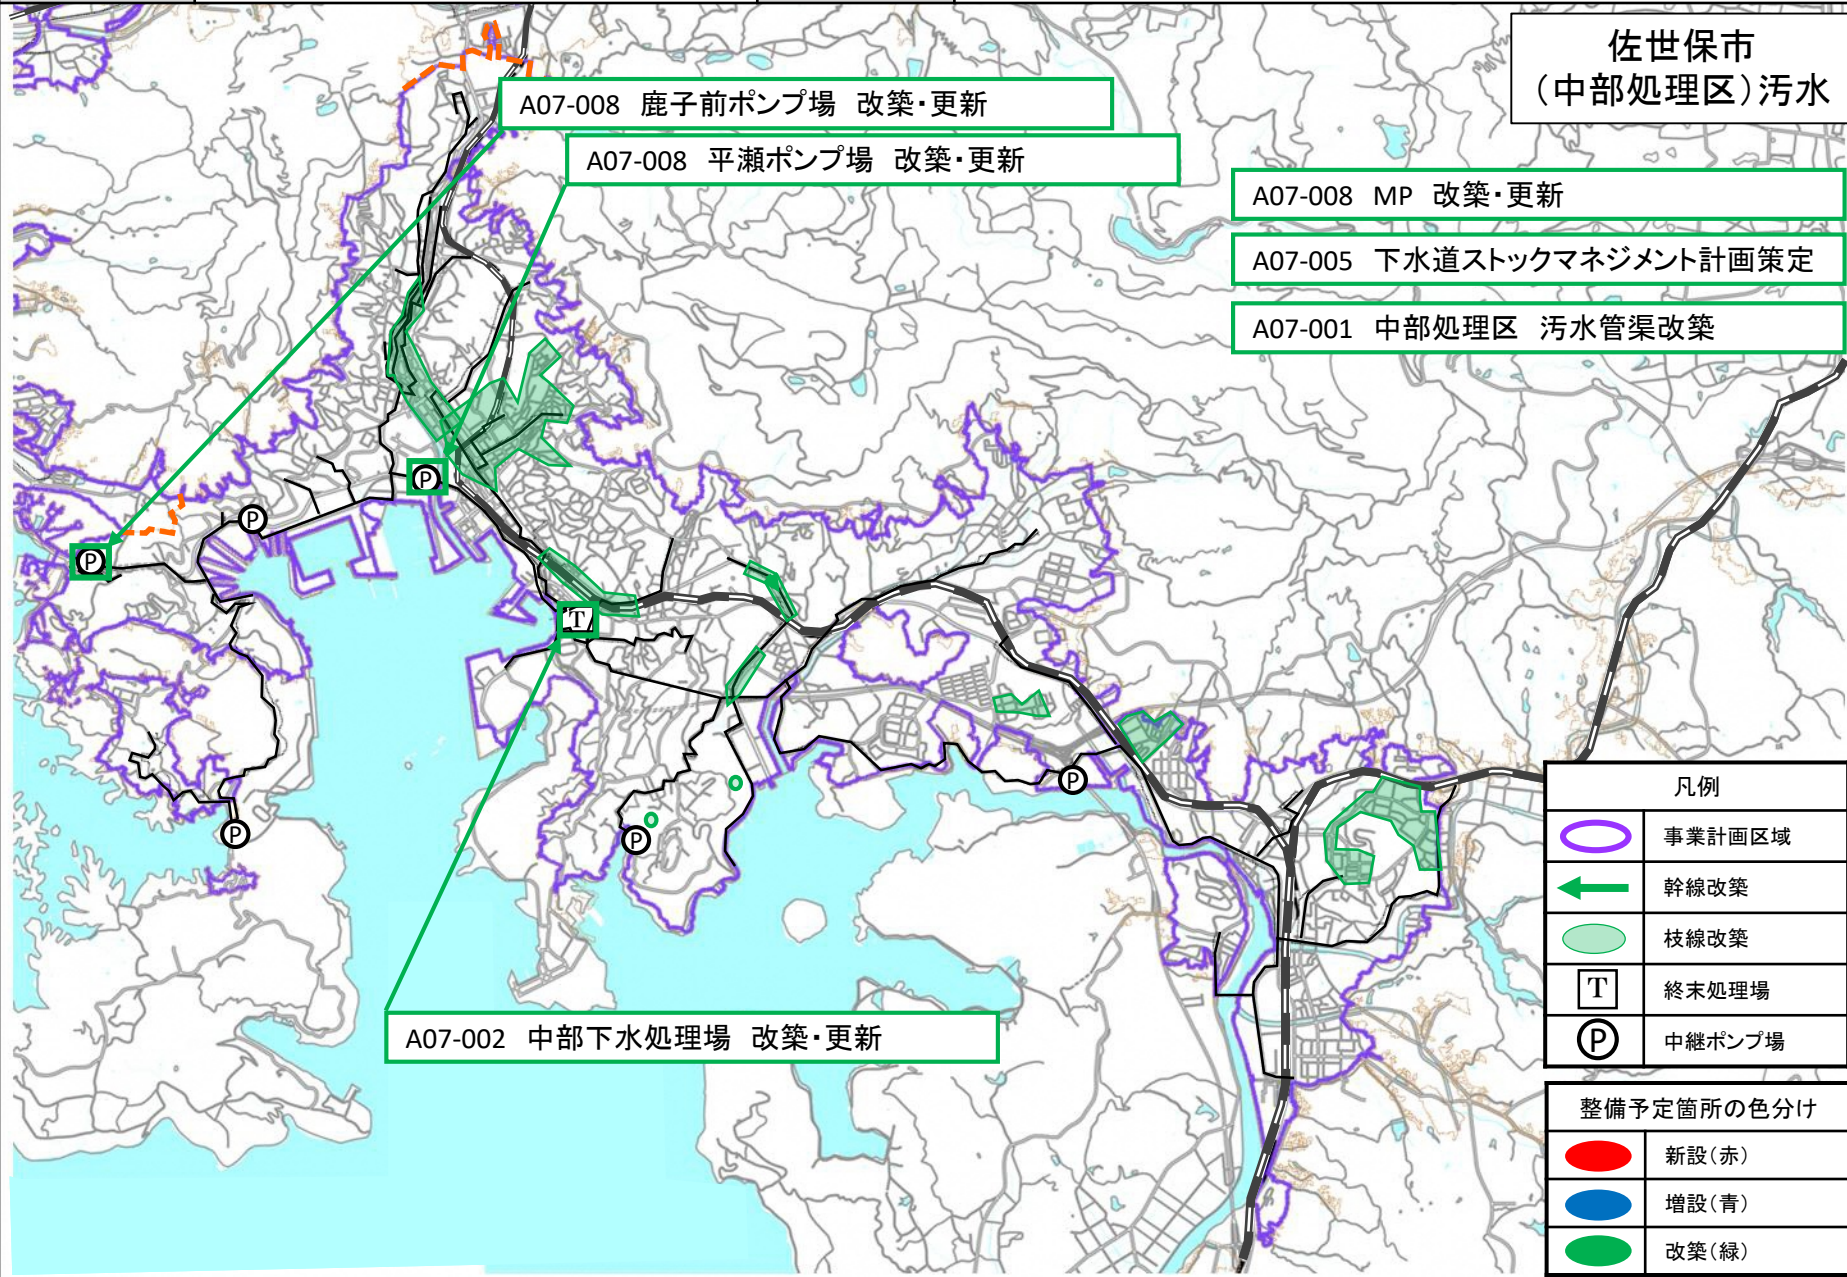 佐世保市
（中部処理区）汚水
A07-008 鹿子前ポンプ場 改築・更新
A07-008 平瀬ポンプ場 改築・更新
A07-008 MP 改築・更新
A07-005 下水道ストックマネジメント計画策定
A07-001 中部処理区 汚水管渠改築
P
P
P
T
P
P
P
A07-002 中部下水処理場 改築・更新
凡例
事業計画区域
幹線改築
枝線改築
T 終末処理場
P 中継ポンプ場
整備予定箇所の色分け
新設（赤）
増設（青）
改築（緑）